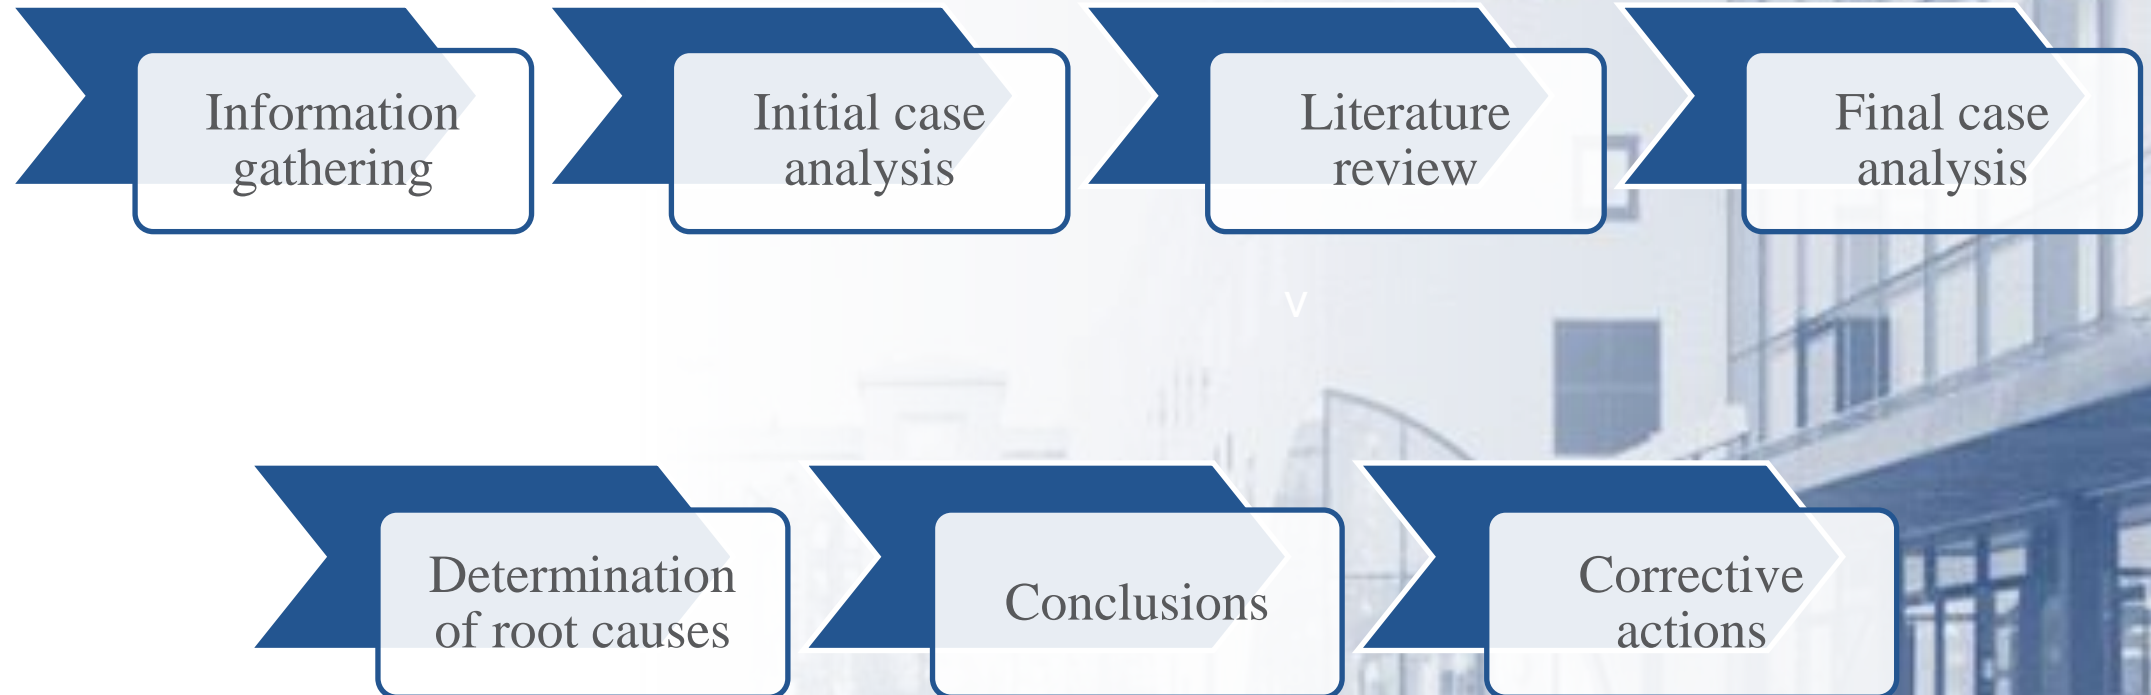 Information
gathering
Initial case
analysis
Literature
review
Final case
analysis
v
Determination
of root causes
Conclusions
Corrective
actions